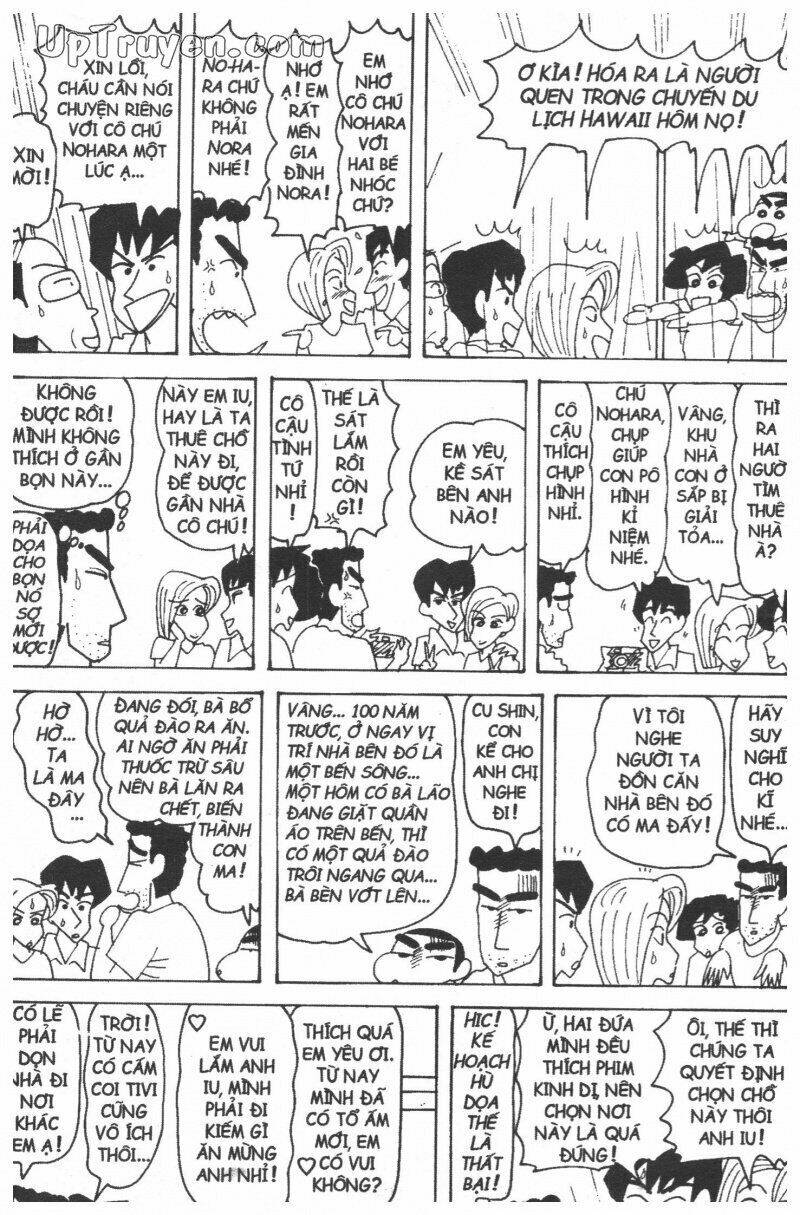 UpTruyen.com
Ơ KÌA! HÓA RA LÀ NGƯỜI
QUEN TRONG CHUYẾN DU
LỊCH HAWAII HÔM NỌ!
EM
NHỚ
CÔ CHÚ
NOHARA
VỚI
HAI BÉ
NHÓC
CHỨ?
NHỚ
Ạ! EM
RẤT
MẾN
GIA
ĐÌNH
NORA!
NO-HA-
RA CHÚ
KHÔNG
PHẢI
NORA
NHÉ!
XIN LỖI,
CHÁU CẦN NÓI
CHUYỆN RIÊNG
VỚI CÔ CHÚ
NOHARA MỘT
LÚC Ạ...
XIN
MỜI!
THÌ
RA
HAI
NGƯỜI
TÌM
THUÊ
NHÀ
À?
VÂNG,
KHU
NHÀ
CON Ở
SẮP BỊ
GIẢI
TỎA...
CHÚ
NOHARA,
CHỤP
GIÚP
CON PÔ
HÌNH
KỈ
NIỆM
NHÉ.
CÔ
CẬU
THÍCH
CHỤP
HÌNH
NHỈ.
EM YÊU,
KỀ SÁT
BÊN ANH
NÀO!
THẾ LÀ
SÁT
LẮM
RỒI
CÒN
GÌ!
CÔ
CẬU
TÌNH
TỨ
NHỈ
!
NÀY EM IU,
HAY LÀ TA
THUÊ CHỖ
NÀY ĐI,
ĐỂ ĐƯỢC
GẦN NHÀ
CÔ CHÚ!
KHÔNG
ĐƯỢC RỒI!
MÌNH KHÔNG
THÍCH Ở GẦN
BỌN NÀY...
PHẢI
DỌA
CHO
BỌN
NÓ
SỢ
MỚI
ĐƯỢC!
HÃY
SUY
NGHĨ
CHO
KĨ
NHÉ...
VÌ TÔI
NGHE
NGƯỜI TA
ĐỒN CĂN
NHÀ BÊN ĐÓ
CÓ MA ĐẤY!
CU SHIN,
CON
KỂ CHO
ANH CHỊ
NGHE
ĐI!
VÂNG... 100 NĂM
TRƯỚC, Ở NGAY VỊ
TRÍ NHÀ BÊN ĐÓ LÀ
MỘT BẾN SÔNG...
MỘT HÔM CÓ BÀ LÃO
ĐANG GIẶT QUẦN
ÁO TRÊN BẾN, THÌ
CÓ MỘT QUẢ ĐÀO
TRÔI NGANG QUA...
BÀ BÈN VỚT LÊN...
ĐANG ĐÓI, BÀ BỔ
QUẢ ĐÀO RA ĂN.
AI NGỜ ĂN PHẢI
THUỐC TRỪ SÂU
NÊN BÀ LĂN RA
CHẾT, BIẾN
THÀNH
CON
MA!
HỜ
HỜ...
TA
LÀ MA
ĐÂY
...
ÔI, THẾ THÌ
CHÚNG TA
QUYẾT ĐỊNH
CHỌN CHỖ
NÀY THÔI
ANH IU!
Ừ, HAI ĐỨA
MÌNH ĐỀU
THÍCH PHIM
KINH DỊ, NÊN
CHỌN NƠI
NÀY LÀ QUÁ
ĐÚNG!
HIC!
KẾ
HOẠCH
HÙ
DỌA
THẾ
LÀ
THẤT
BẠI!
THÍCH QUÁ
EM YÊU ƠI.
TỪ NAY
MÌNH ĐÃ
CÓ TỔ ẤM
MỚI, EM
CÓ VUI
KHÔNG?
EM VUI
LẮM ANH
IU, MÌNH
PHẢI ĐI
KIẾM GÌ
ĂN MỪNG
ANH NHỈ!
TRỜI!
TỪ NAY
CÓ CẤM
COI TIVI
CŨNG
VÔ ÍCH
THÔI...
CÓ LẼ
PHẢI
DỌN
NHÀ ĐI
NƠI
KHÁC
EM Ạ!